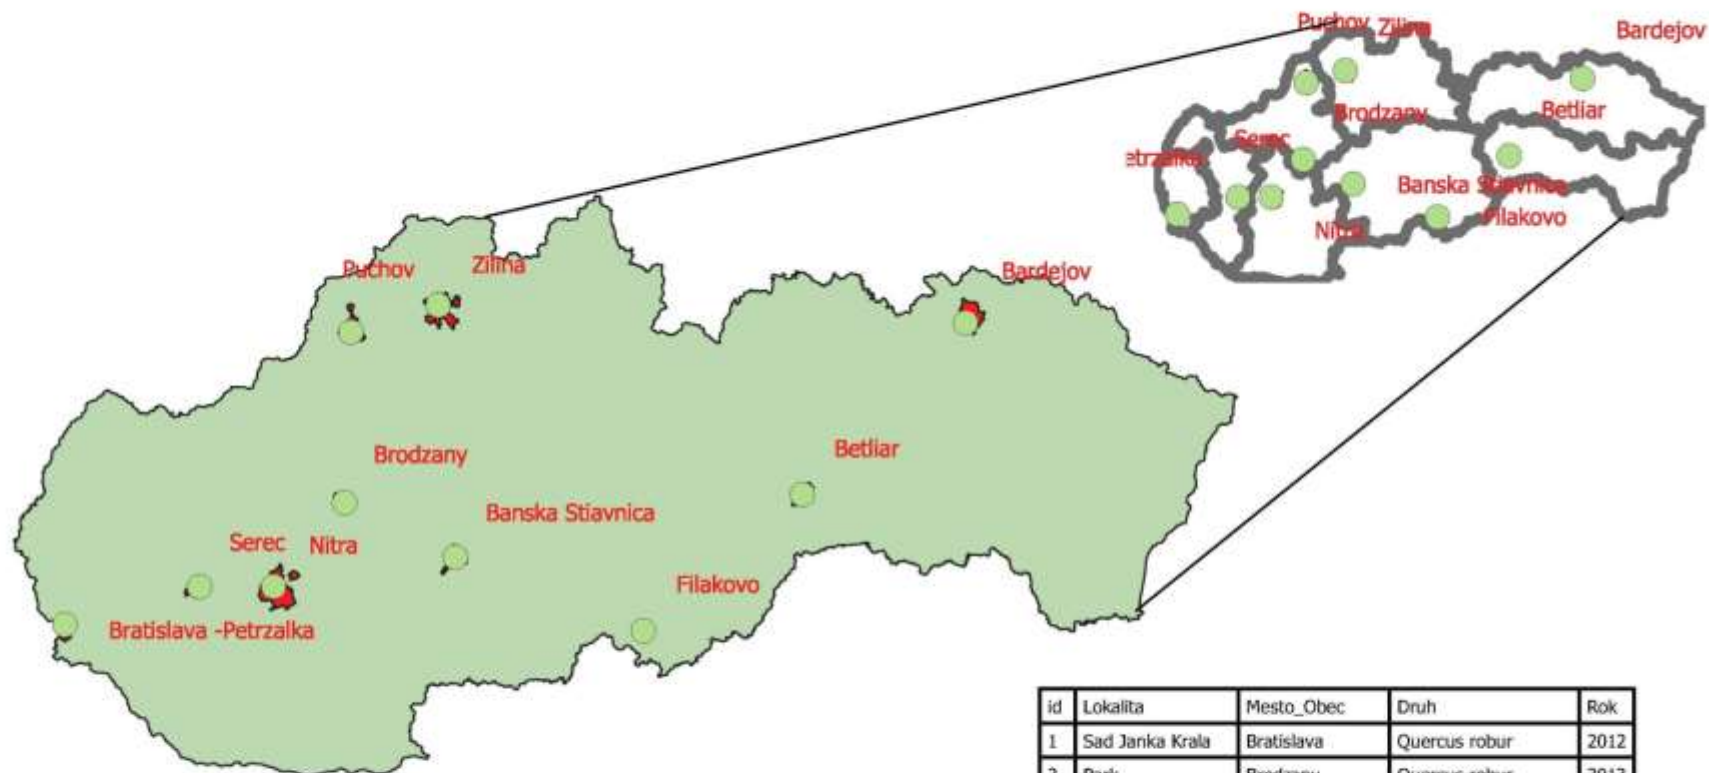 Puchov Zilina
Bardejov
Brodzany
Betliar
Serec
etrzalka
Banska Stiavnica
Filakovo
Nitra
Puchov
Zilina
Bardejov
Brodzany
Betliar
Banska Stiavnica
Serec
Nitra
Filakovo
Bratislava -Petrzalka
id Lokalita Mesto_Obec Druh Rok
1 Sad Janka Krala Bratislava Quercus robur 2012